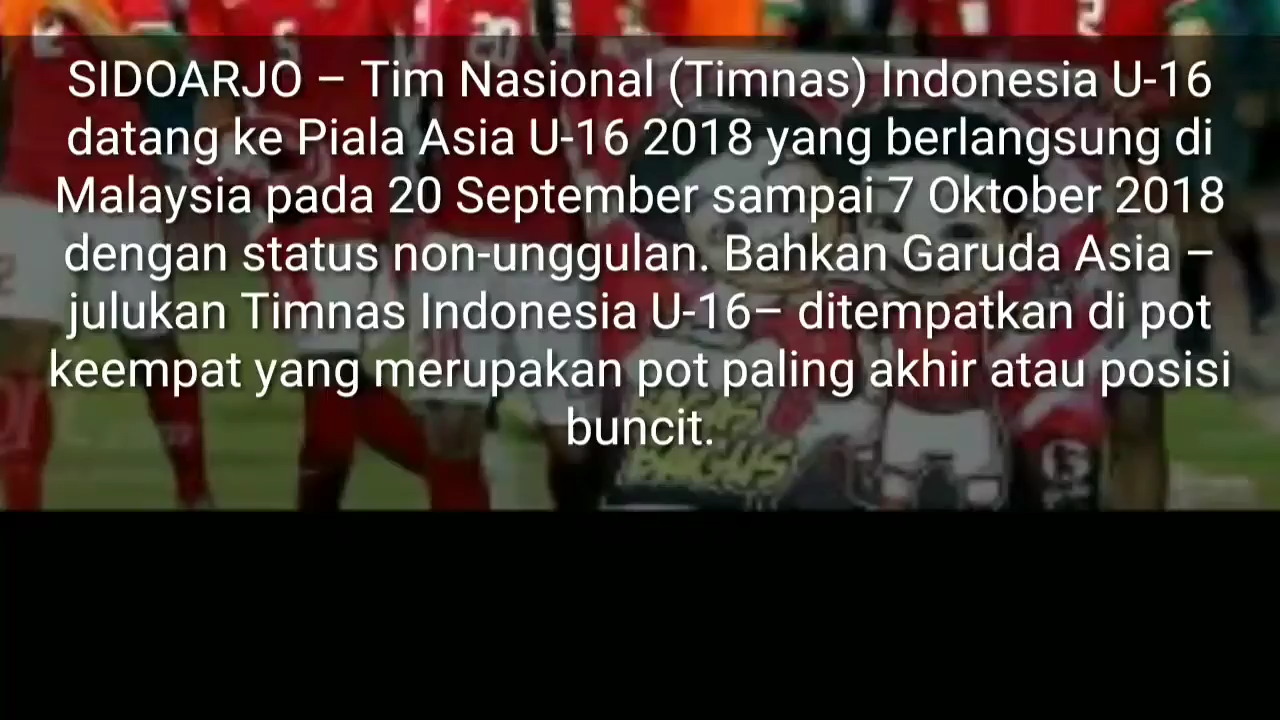 SIDOARJO – Tim Nasional (Timnas) Indonesia U-16
datang ke Piala Asia U-16 2018 yang berlangsung di
Malaysia pada 20 September sampai 7 Oktober 2018
dengan status non-unggulan. Bahkan Garuda Asia –
julukan Timnas Indonesia U-16– ditempatkan di pot
keempat yang merupakan pot paling akhir atau posisi
buncit.
BAGUS
BAGAS